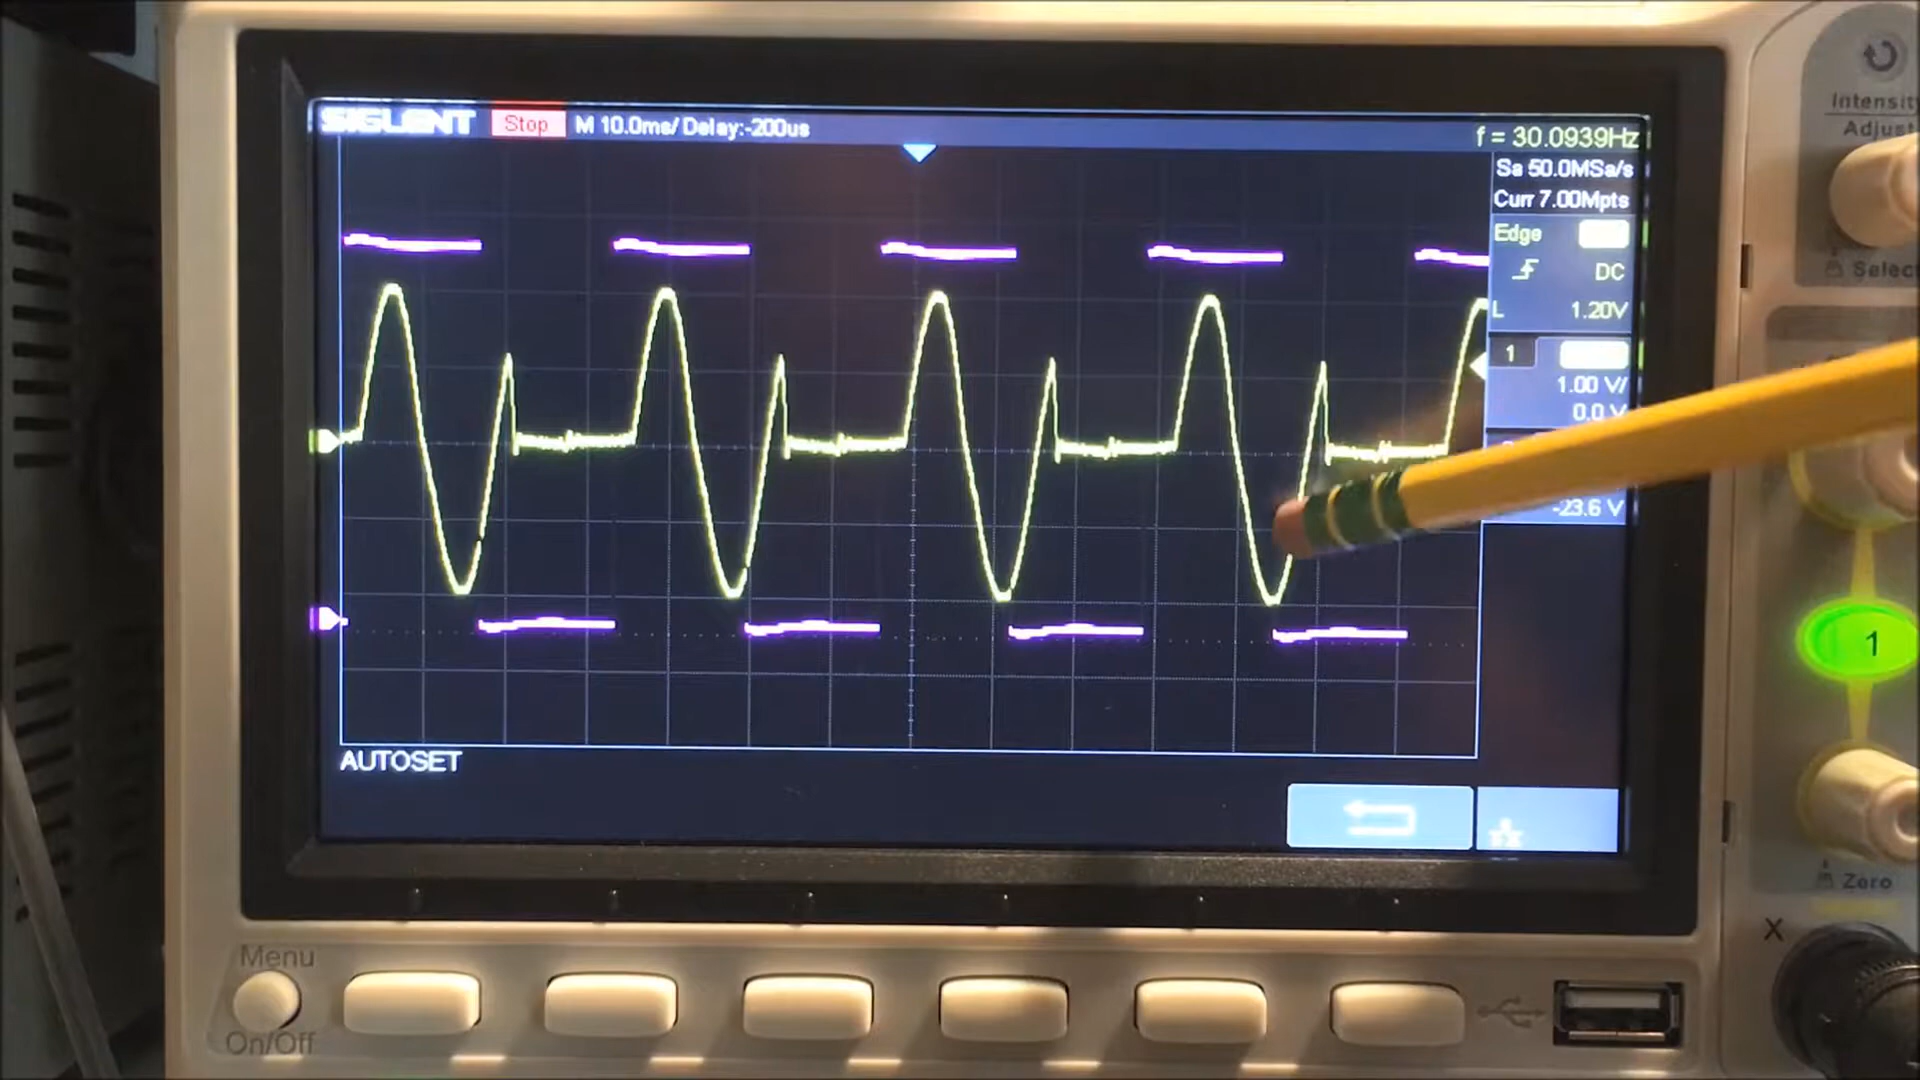 SIGLENT Stop M 10.0ms/ Delay:-200us
f = 30.0939Hz
Sa 50.0MSa/s
Curr 7.00Mpts
Edge
DC
L 1.20V
1
1.00 V/
0.0 V
-23.6 V
AUTOSET
Intensity
Adjust
Select
1
Zero
X
Menu
On/Off